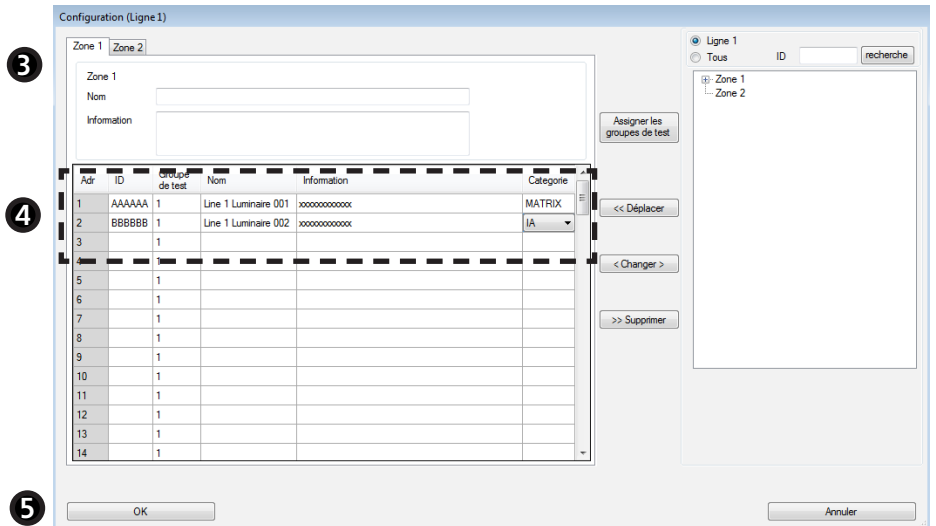 Configuration (Ligne 1)
3
Zone 1 Zone 2
Zone 1
Nom
Information
Assigner les groupes de test
Ligne 1
Tous ID recherche
Zone 1
Zone 2
4
Adr ID Groupe de test Nom Information Categorie
1 AAAAAA 1 Line 1 Luminaire 001 xxxxxxxxxxxx MATRIX
2 BBBBBB 1 Line 1 Luminaire 002 xxxxxxxxxxxx IA
3 1
4 1
5 1
6 1
7 1
8 1
9 1
10 1
11 1
12 1
13 1
14 1
<< Déplacer
< Changer >
>> Supprimer
5
OK
Annuler